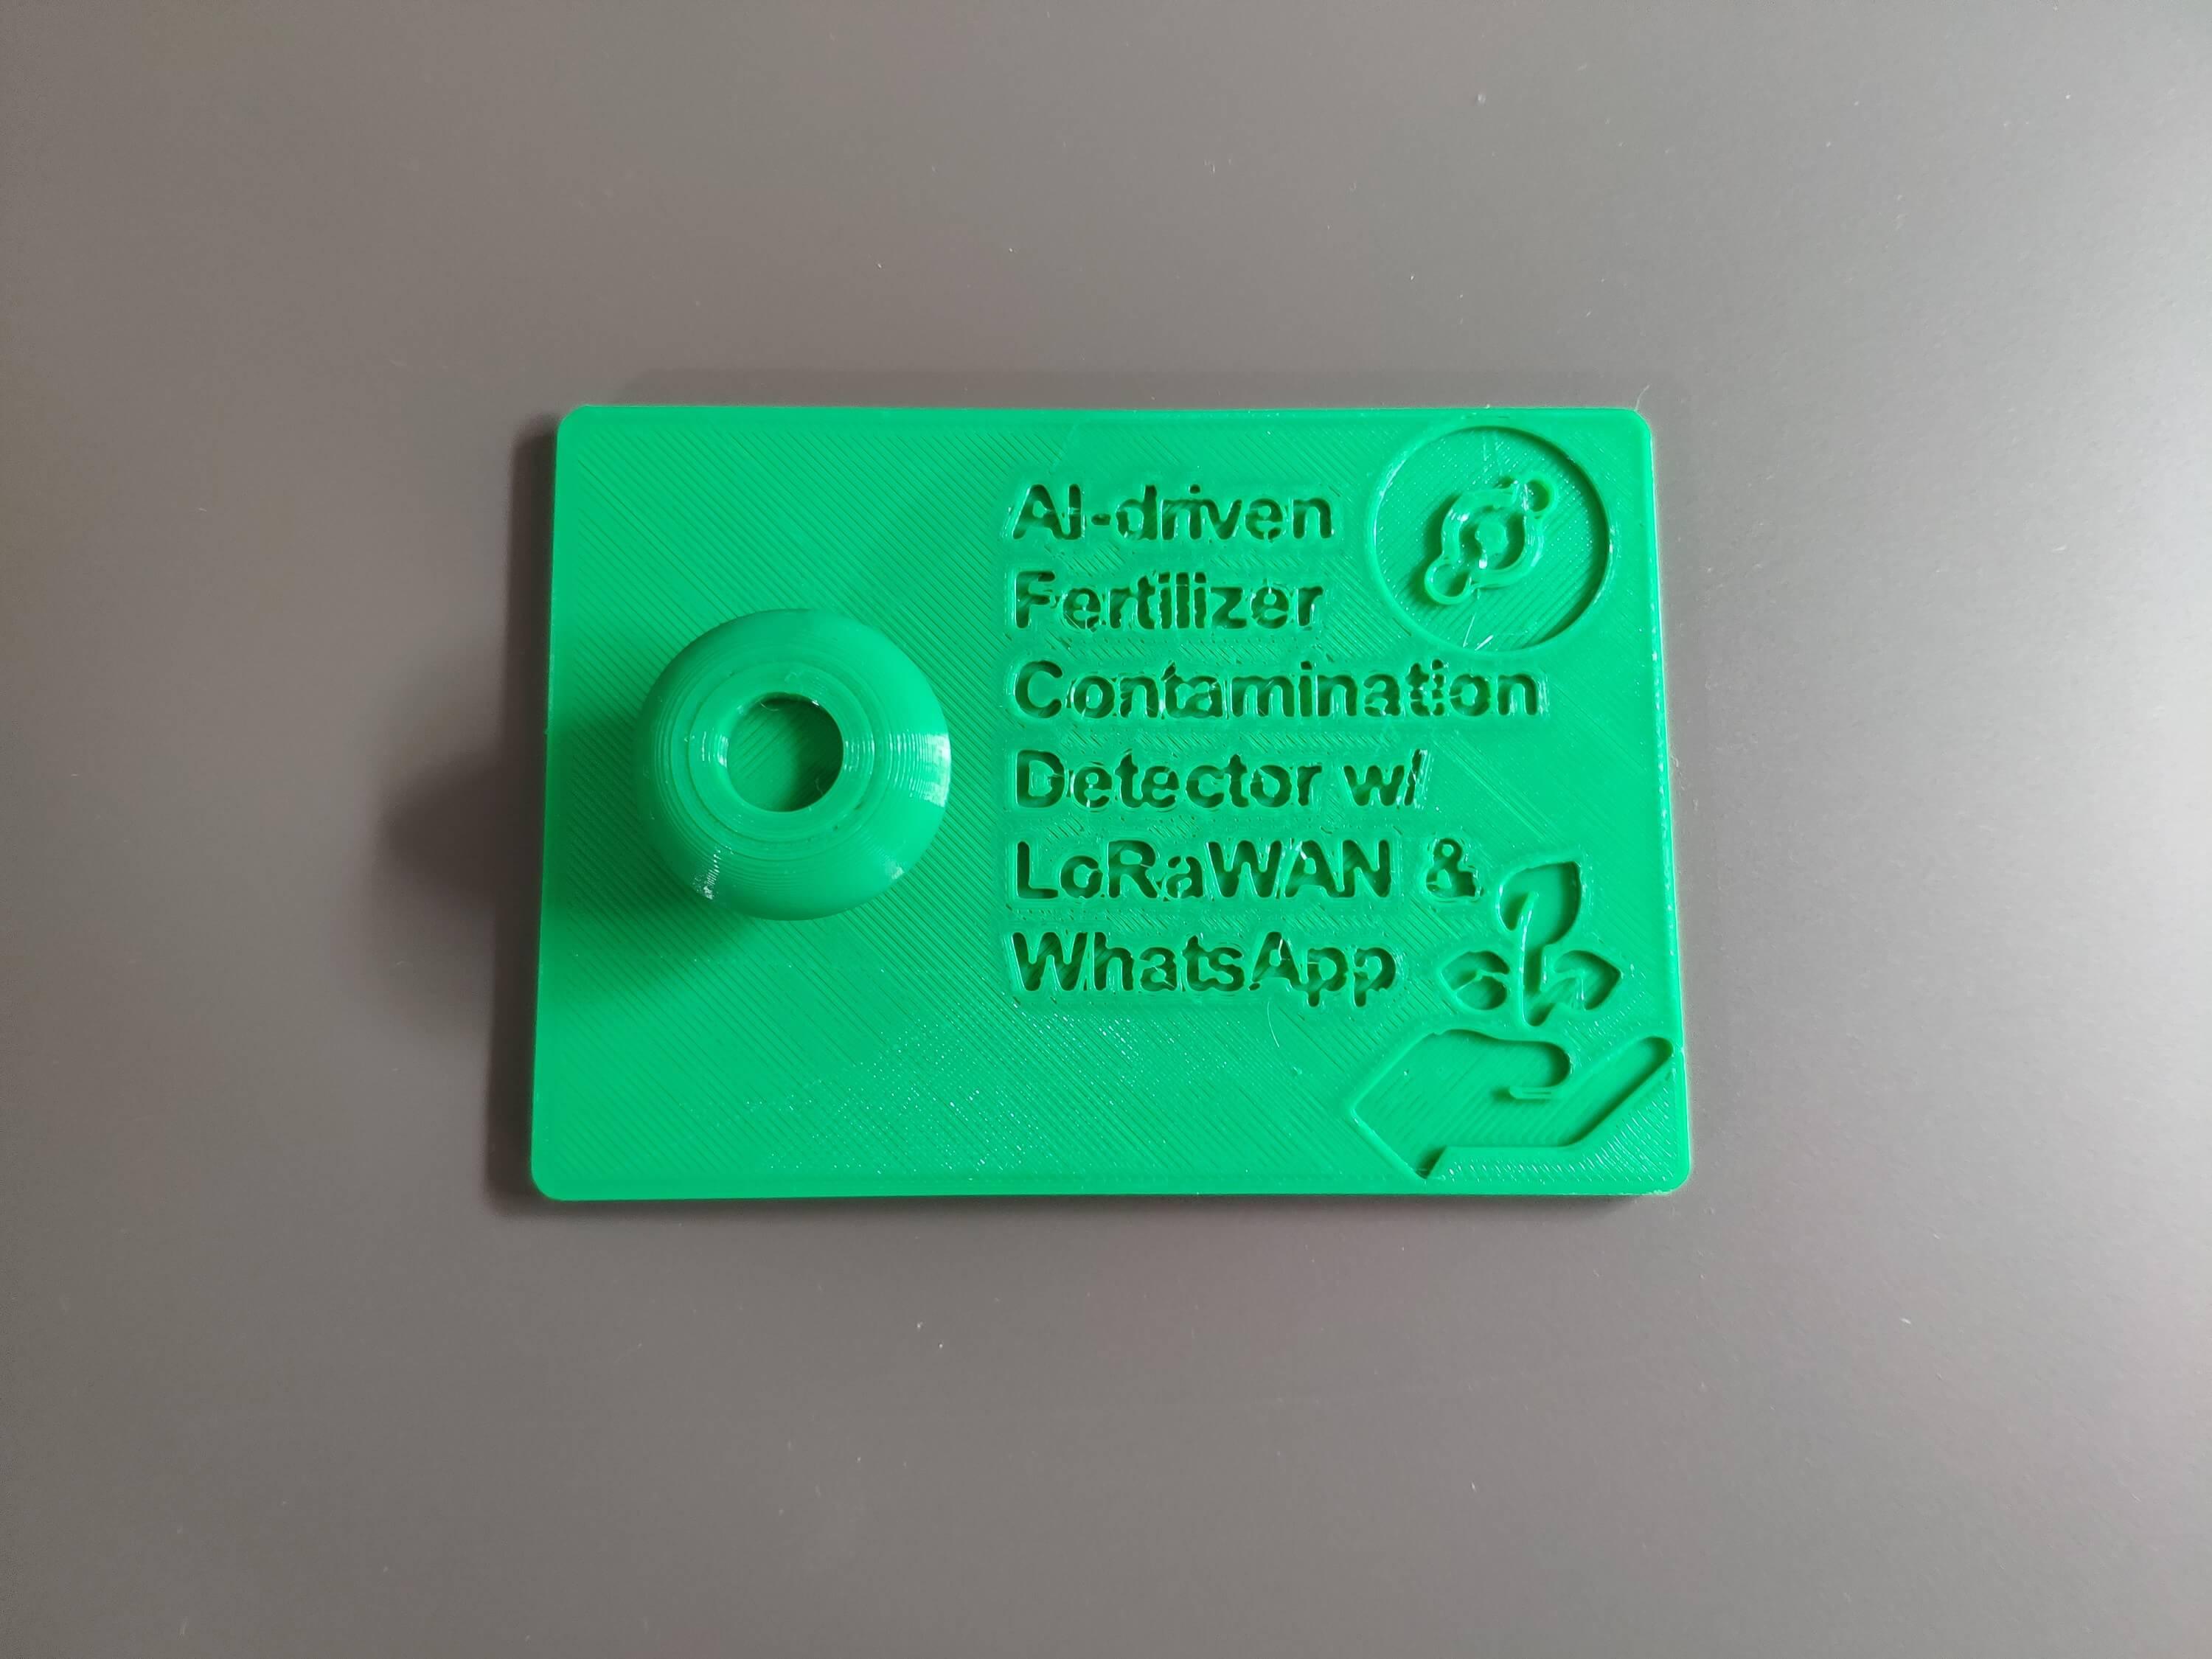 AI-driven
Fertilizer
Contamination
Detector w/
LoRaWAN &
WhatsApp